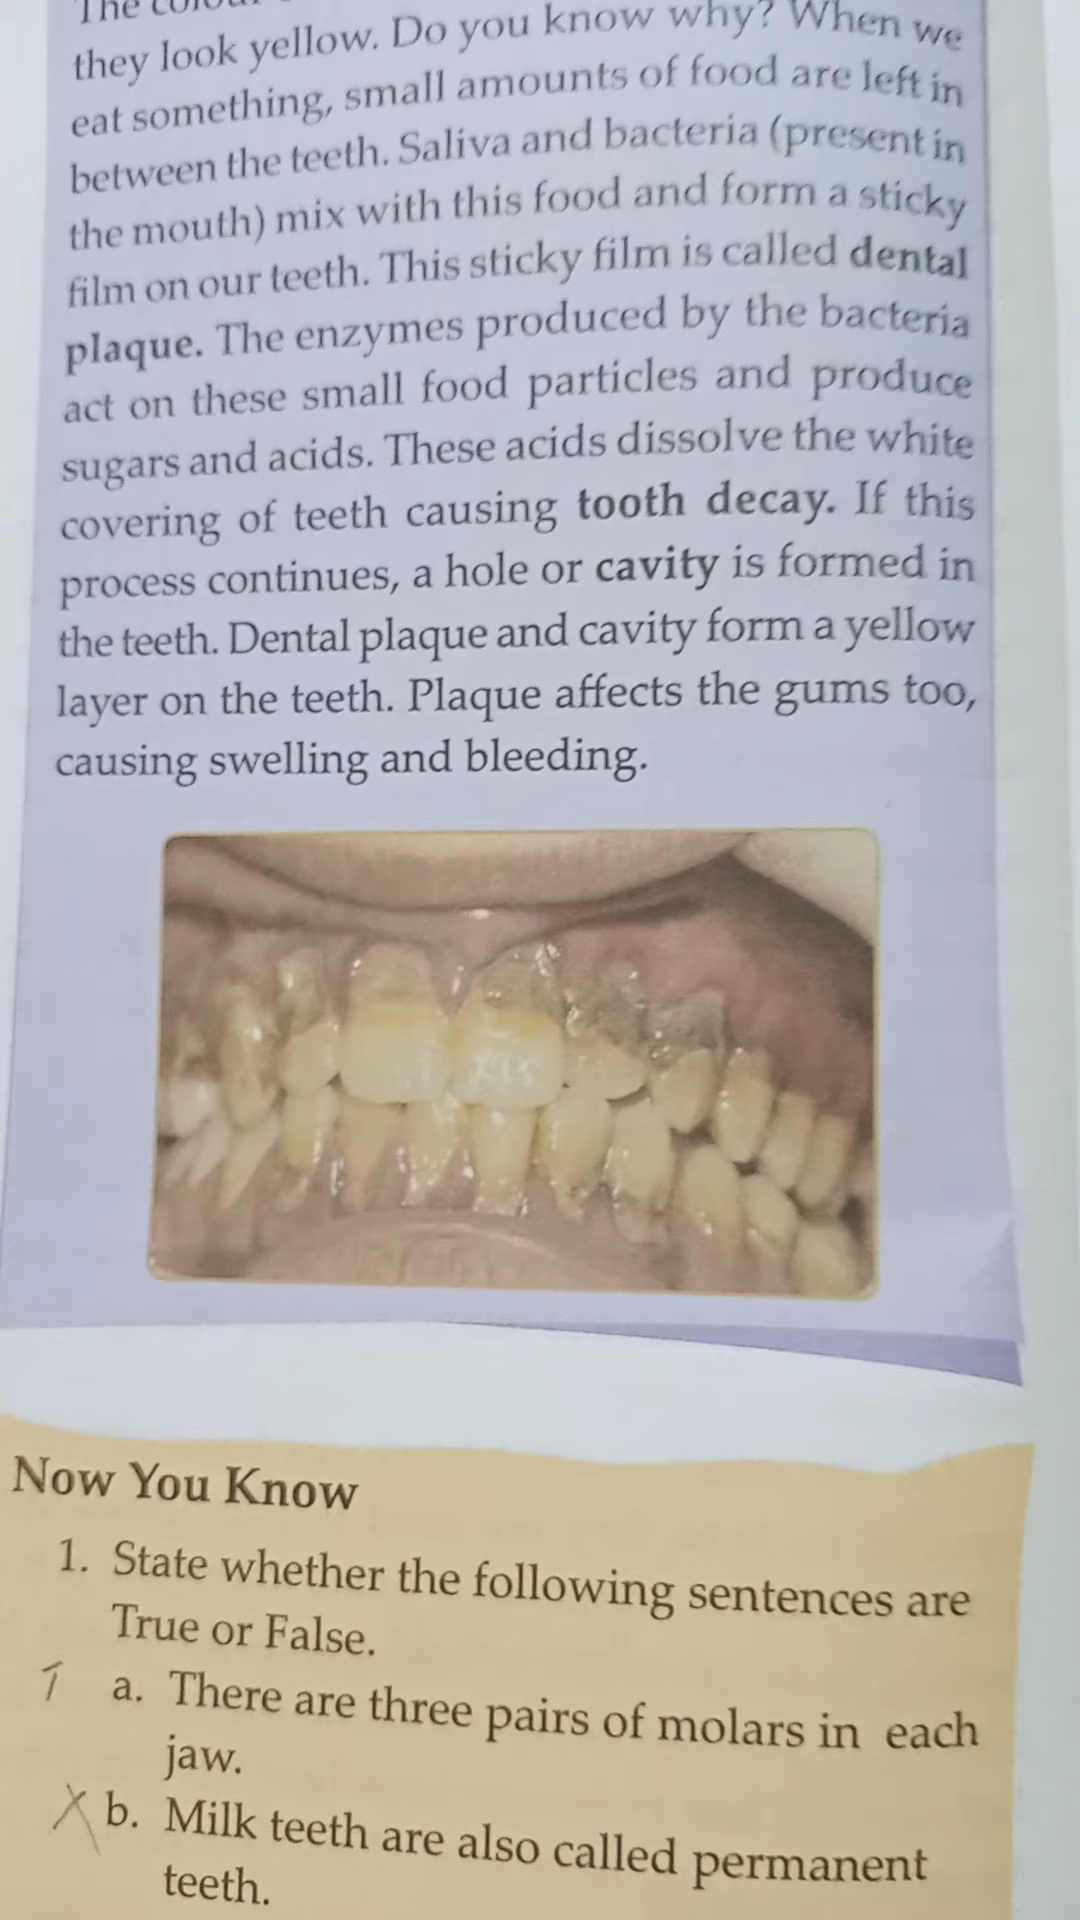 The
they look yellow. Do you know why? When we
eat something, small amounts of food are left in
between the teeth. Saliva and bacteria (present in
the mouth) mix with this food and form a sticky
film on our teeth. This sticky film is called dental
plaque. The enzymes produced by the bacteria
act on these small food particles and produce
sugars and acids. These acids dissolve the white
covering of teeth causing tooth decay. If this
process continues, a hole or cavity is formed in
the teeth. Dental plaque and cavity form a yellow
layer on the teeth. Plaque affects the gums too,
causing swelling and bleeding.
Now You Know
1. State whether the following sentences are
True or False.
T a. There are three pairs of molars in each
jaw.
X b. Milk teeth are also called permanent
teeth.